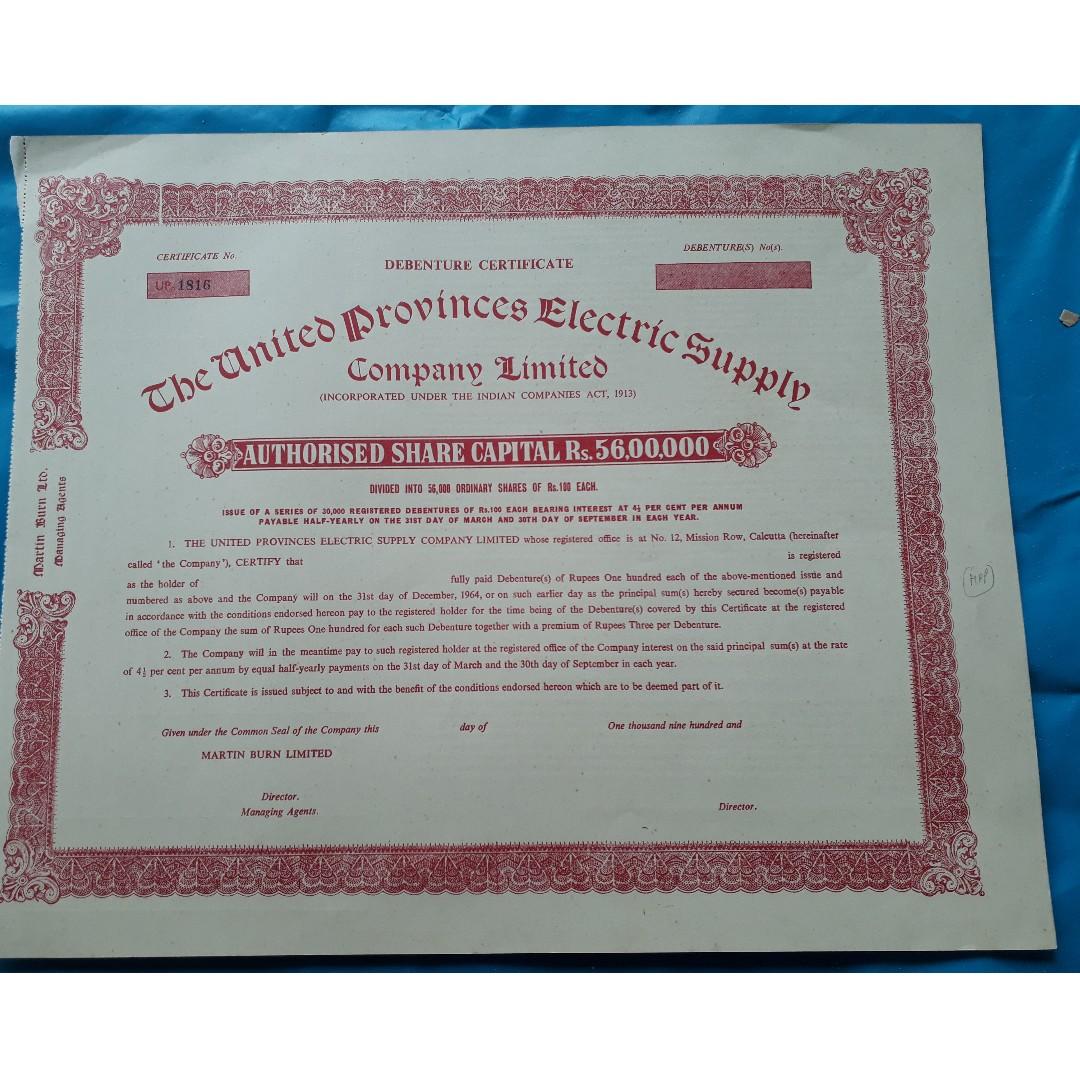 CERTIFICATE No.
UP 1816
DEBENTURE CERTIFICATE
DEBENTURE(S) No(s).
The United Provinces Electric Supply
Company Limited
(INCORPORATED UNDER THE INDIAN COMPANIES ACT, 1913)
AUTHORISED SHARE CAPITAL Rs. 56,00,000
DIVIDED INTO 56,000 ORDINARY SHARES OF Rs.100 EACH.
ISSUE OF A SERIES OF 30,000 REGISTERED DEBENTURES OF Rs.100 EACH BEARING INTEREST AT 4½ PER CENT PER ANNUM
PAYABLE HALF-YEARLY ON THE 31ST DAY OF MARCH AND 30TH DAY OF SEPTEMBER IN EACH YEAR.
1. THE UNITED PROVINCES ELECTRIC SUPPLY COMPANY LIMITED whose registered office is at No. 12, Mission Row, Calcutta (hereinafter
called 'the Company'), CERTIFY that is registered
as the holder of fully paid Debenture(s) of Rupees One hundred each of the above-mentioned issue and
numbered as above and the Company will on the 31st day of December, 1964, or on such earlier day as the principal sum(s) hereby secured become(s) payable
in accordance with the conditions endorsed hereon pay to the registered holder for the time being of the Debenture(s) covered by this Certificate at the registered
office of the Company the sum of Rupees One hundred for each such Debenture together with a premium of Rupees Three per Debenture.
2. The Company will in the meantime pay to such registered holder at the registered office of the Company interest on the said principal sum(s) at the rate
of 4½ per cent per annum by equal half-yearly payments on the 31st day of March and the 30th day of September in each year.
3. This Certificate is issued subject to and with the benefit of the conditions endorsed hereon which are to be deemed part of it.
Given under the Common Seal of the Company this day of One thousand nine hundred and
MARTIN BURN LIMITED
Director.
Managing Agents.
Director.
Martin Burn Ltd.
Managing Agents